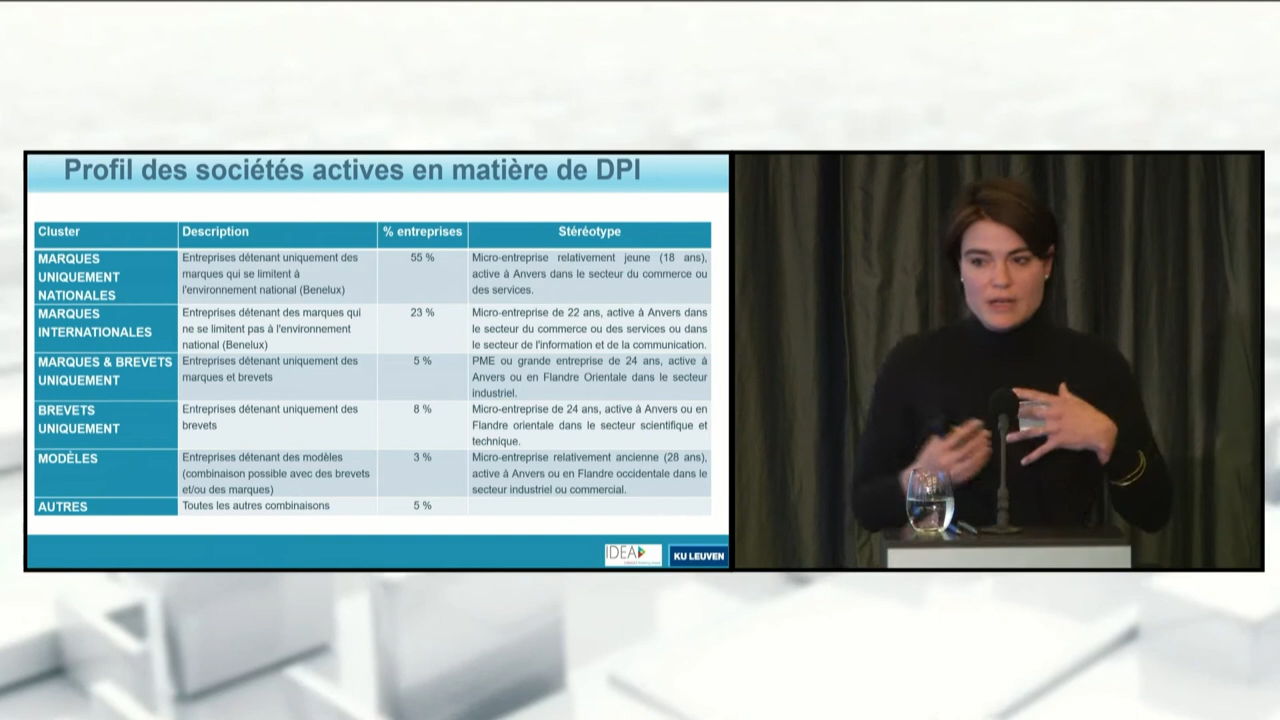 Profil des sociétés actives en matière de DPI
Cluster Description % entreprises Stéréotype
MARQUES
UNIQUEMENT
NATIONALES
Entreprises détenant uniquement des
marques qui se limitent à
l'environnement national (Benelux)
55 %
Micro-entreprise relativement jeune (18 ans),
active à Anvers dans le secteur du commerce ou
des services.
MARQUES
INTERNATIONALES
Entreprises détenant des marques qui
ne se limitent pas à l'environnement
national (Benelux)
23 %
Micro-entreprise de 22 ans, active à Anvers dans
le secteur du commerce ou des services ou dans
le secteur de l'information et de la communication.
MARQUES & BREVETS
UNIQUEMENT
Entreprises détenant uniquement des
marques et brevets
5 %
PME ou grande entreprise de 24 ans, active à
Anvers ou en Flandre Orientale dans le secteur
industriel.
BREVETS
UNIQUEMENT
Entreprises détenant uniquement des
brevets
8 %
Micro-entreprise de 24 ans, active à Anvers ou en
Flandre orientale dans le secteur scientifique et
technique.
MODÈLES
Entreprises détenant des modèles
(combinaison possible avec des brevets
et/ou des marques)
3 %
Micro-entreprise relativement ancienne (28 ans),
active à Anvers ou en Flandre occidentale dans le
secteur industriel ou commercial.
AUTRES
Toutes les autres combinaisons
5 %
IDEA
KU LEUVEN